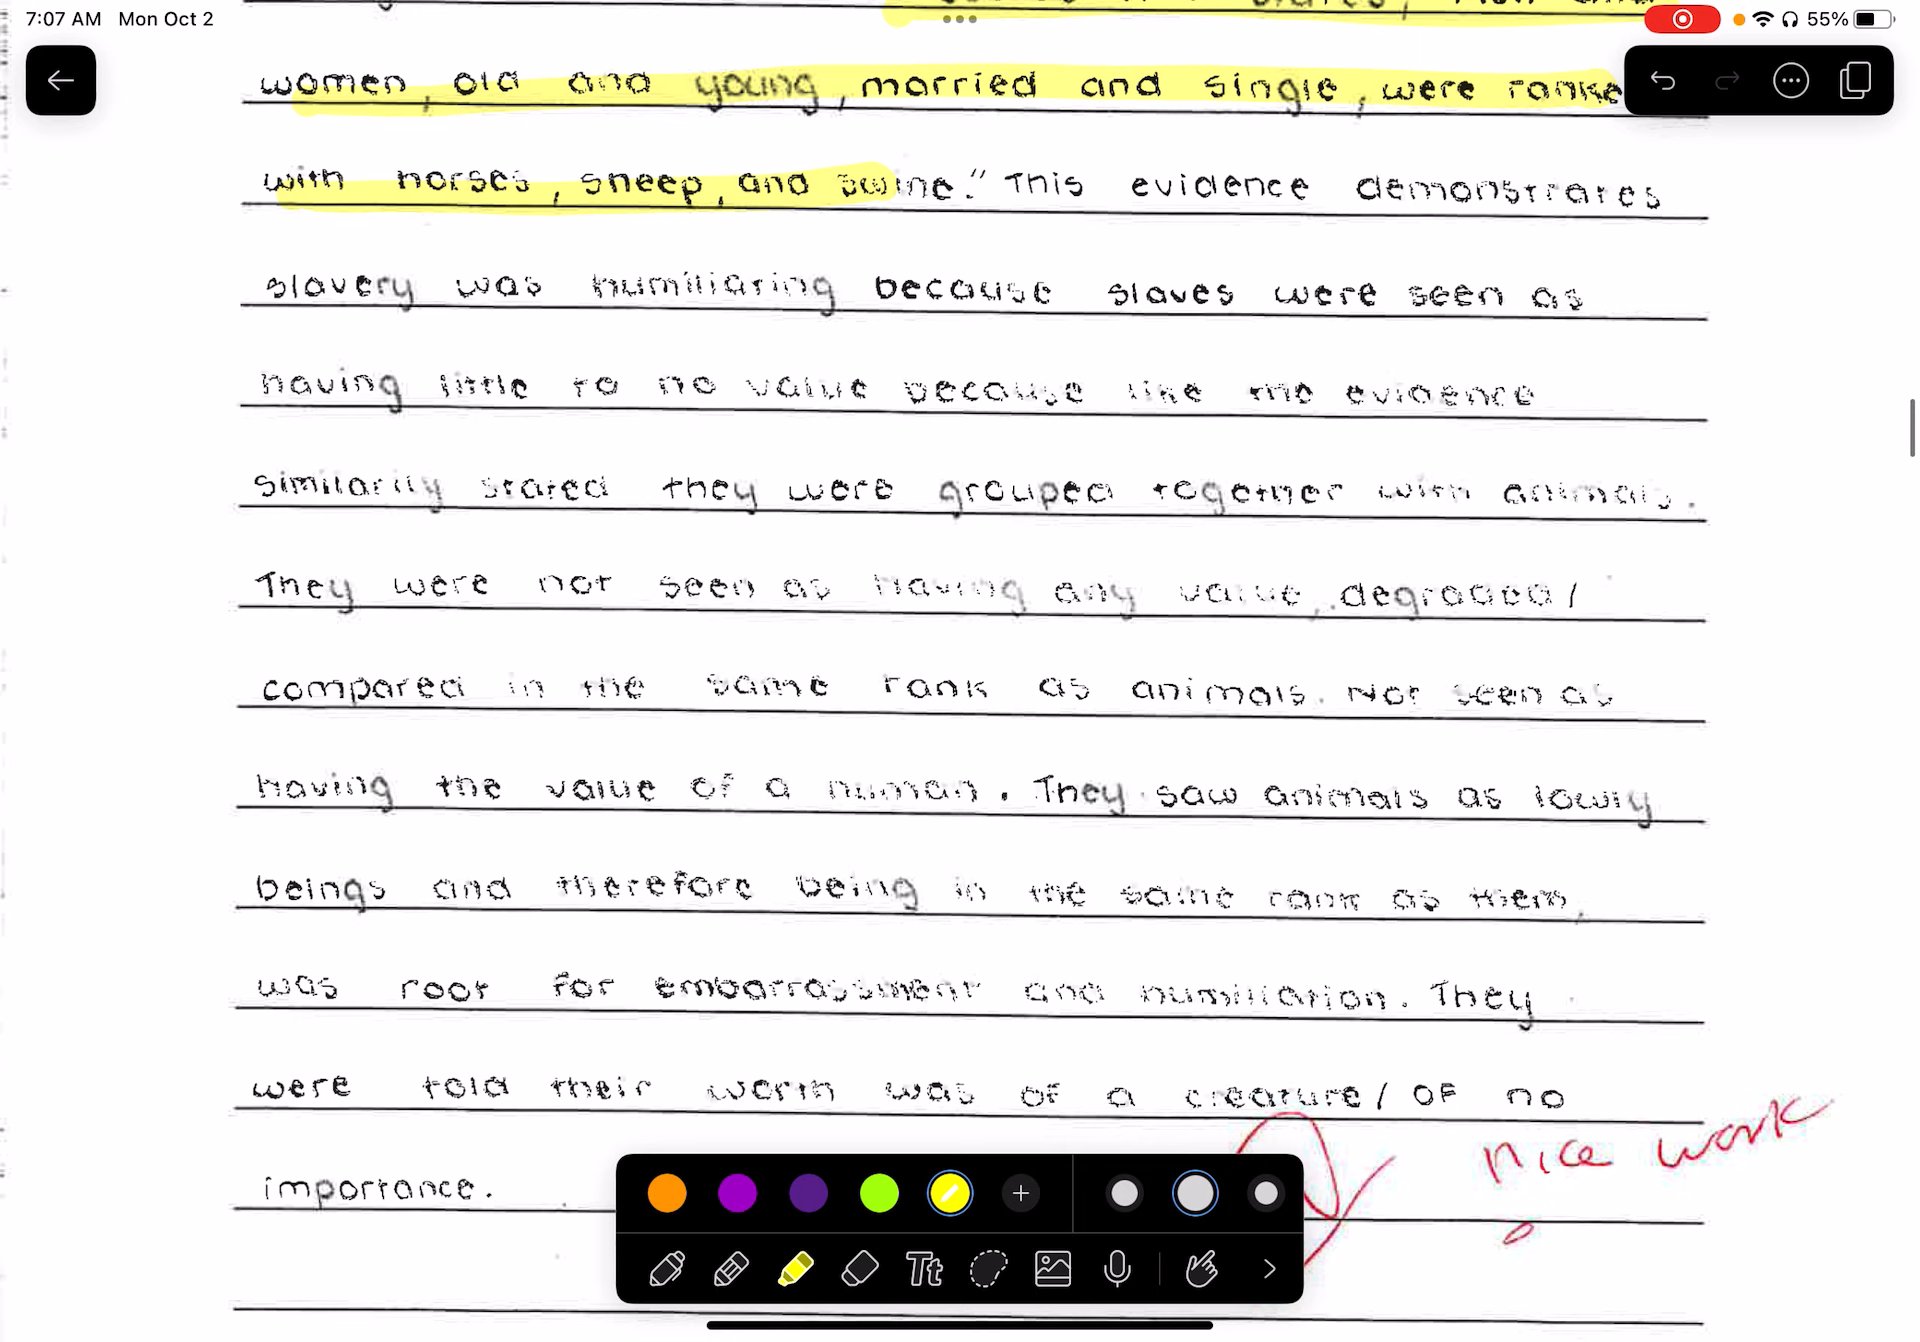 7:07 AM Mon Oct 2
55%
women, old and young, married and single, were ranke
with horses, sheep, and swine." This evidence demonstrates
slavery was humiliating because slaves were seen as
having little to no value because like the evidence
similarily stated they were grouped together with animals.
They were not seen as having any value, degraded/
compared in the same rank as animals. Not seen as
having the value of a human. They saw animals as lowly
beings and therefore being in the same rank as them,
was root for embarrassment and humiliation. They
were told their worth was of a creature/ OF no
importance.
nice work
Tt